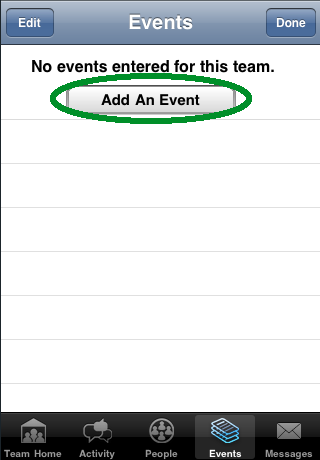 Edit Events Done
No events entered for this team.
Add An Event
Team Home Activity People Events Messages